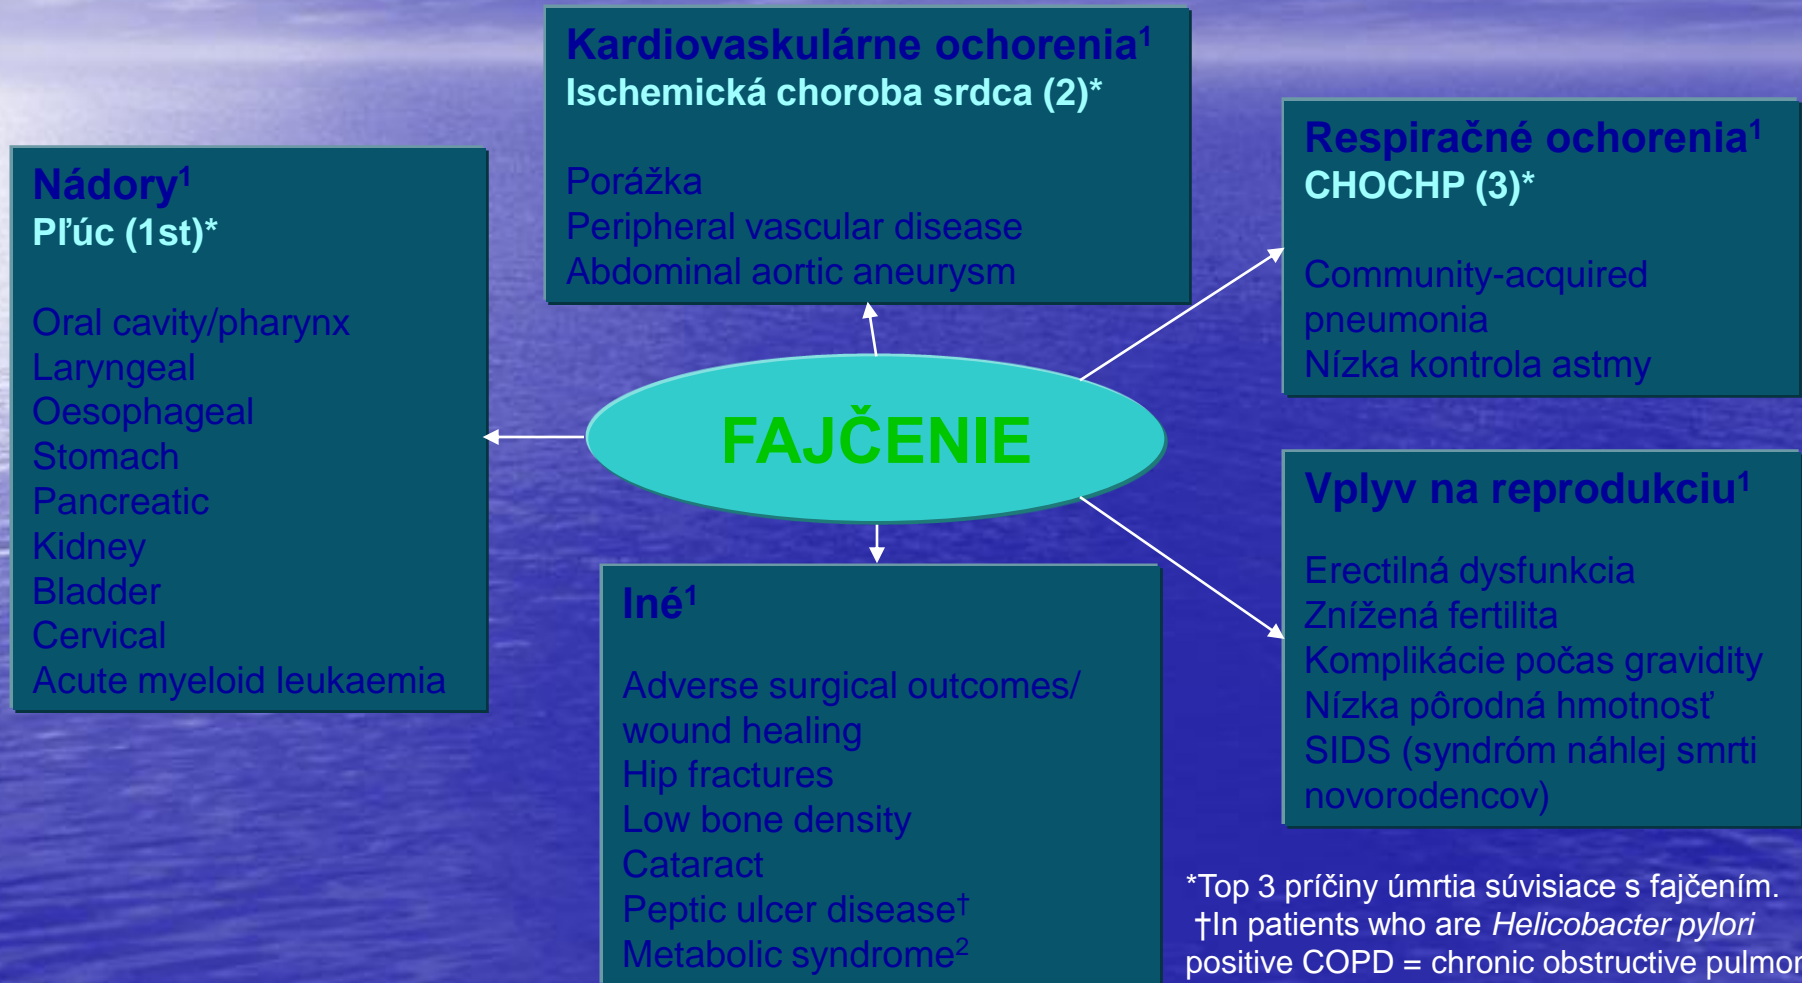 Kardiovaskulárne ochorenia¹
Ischemická choroba srdca (2)*
Porážka
Peripheral vascular disease
Abdominal aortic aneurysm
Respiračné ochorenia¹
CHOCHP (3)*
Community-acquired
pneumonia
Nízka kontrola astmy
Nádory¹
Pľúc (1st)*
Oral cavity/pharynx
Laryngeal
Oesophageal
Stomach
Pancreatic
Kidney
Bladder
Cervical
Acute myeloid leukaemia
FAJČENIE
Vplyv na reprodukciu¹
Erectilná dysfunkcia
Znížená fertilita
Komplikácie počas gravidity
Nízka pôrodná hmotnosť
SIDS (syndróm náhlej smrti
novorodencov)
Iné¹
Adverse surgical outcomes/
wound healing
Hip fractures
Low bone density
Cataract
Peptic ulcer disease†
Metabolic syndrome²
*Top 3 príčiny úmrtia súvisiace s fajčením.
†In patients who are Helicobacter pylori
positive COPD = chronic obstructive